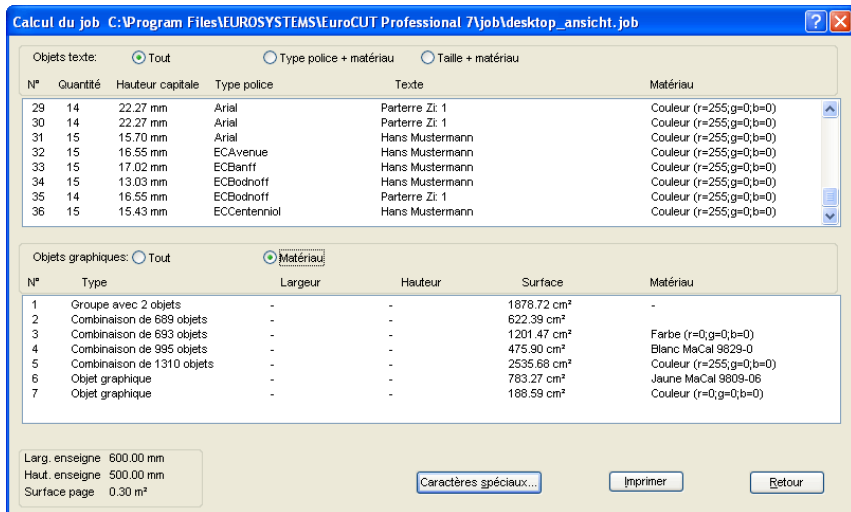 Calcul du job C:\Program Files\EUROSYSTEMS\EuroCUT Professional 7\job\desktop_ansicht.job
Objets texte: Tout Type police + matériau Taille + matériau
N° Quantité Hauteur capitale Type police Texte Matériau
29 14 22.27 mm Arial Parterre Zi: 1 Couleur (r=255;g=0;b=0)
30 14 22.27 mm Arial Parterre Zi: 1 Couleur (r=255;g=0;b=0)
31 15 15.70 mm Arial Hans Mustermann Couleur (r=255;g=0;b=0)
32 15 16.55 mm ECAvenue Hans Mustermann Couleur (r=255;g=0;b=0)
33 15 17.02 mm ECBanff Hans Mustermann Couleur (r=255;g=0;b=0)
34 15 13.03 mm ECBodnoff Hans Mustermann Couleur (r=255;g=0;b=0)
35 14 16.55 mm ECBodnoff Parterre Zi: 1 Couleur (r=255;g=0;b=0)
36 15 15.43 mm ECCentenniol Hans Mustermann Couleur (r=255;g=0;b=0)
Objets graphiques: Tout Matériau
N° Type Largeur Hauteur Surface Matériau
1 Groupe avec 2 objets - - 1878.72 cm² -
2 Combinaison de 689 objets - - 622.39 cm²
3 Combinaison de 693 objets - - 1201.47 cm² Farbe (r=0;g=0;b=0)
4 Combinaison de 995 objets - - 475.90 cm² Blanc MaCal 9829-0
5 Combinaison de 1310 objets - - 2535.68 cm² Couleur (r=255;g=0;b=0)
6 Objet graphique - - 783.27 cm² Jaune MaCal 9809-06
7 Objet graphique - - 188.59 cm² Couleur (r=0;g=0;b=0)
Larg. enseigne 600.00 mm
Haut. enseigne 500.00 mm
Surface page 0.30 m²
Caractères spéciaux... Imprimer Retour